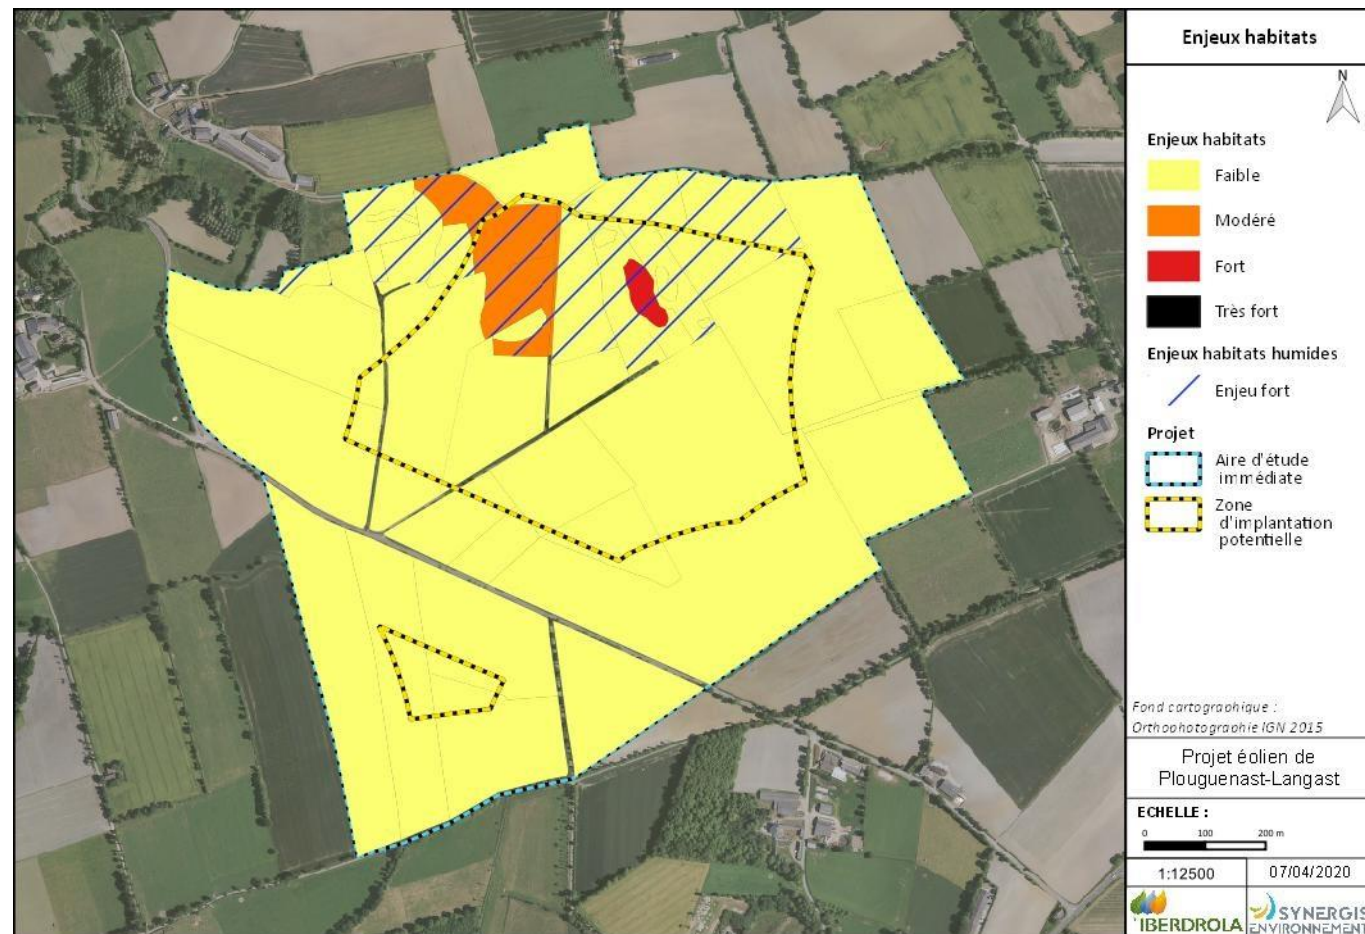 Enjeux habitats
N
Enjeux habitats
Faible
Modéré
Fort
Très fort
Enjeux habitats humides
Enjeu fort
Projet
Aire d'étude
immédiate
Zone
d'implantation
potentielle
Fond cartographique :
Orthophotographie IGN 2015
Projet éolien de
Plouguenast-Langast
ECHELLE :
0 100 200 m
1:12500 07/04/2020
IBERDROLA
SYNERGIS
ENVIRONNEMENT